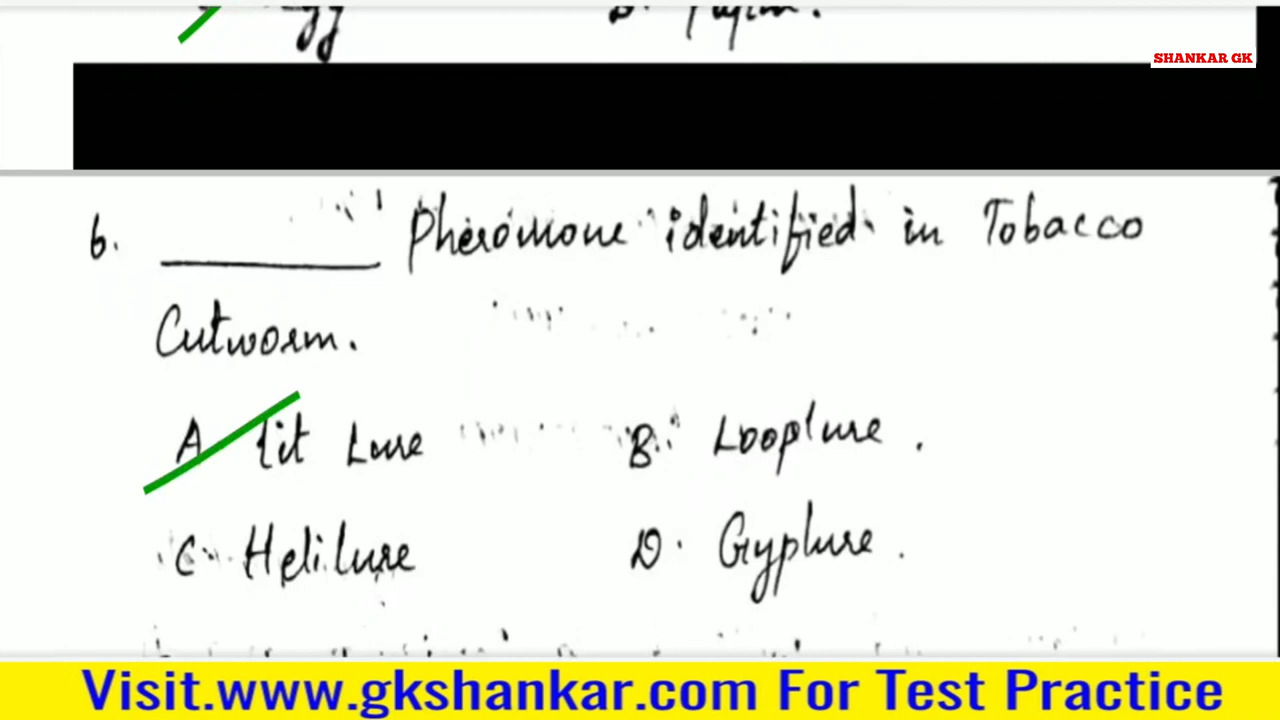 SHANKAR GK
6. ________ Pheromone identified in Tobacco
Cutworm.
A lit Lure B. Looplure.
C. Helilure D. Gyplure.
Visit.www.gkshankar.com For Test Practice